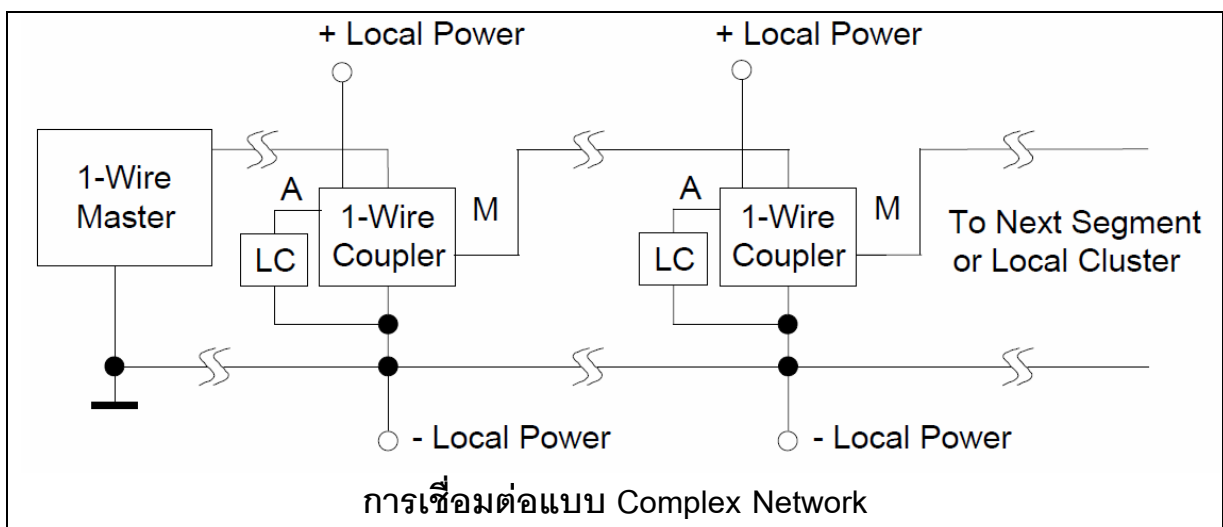 + Local Power
+ Local Power
1-Wire
Master
A
1-Wire
Coupler
M
LC
A
1-Wire
Coupler
M
LC
To Next Segment
or Local Cluster
- Local Power
- Local Power
การเชื่อมต่อแบบ Complex Network